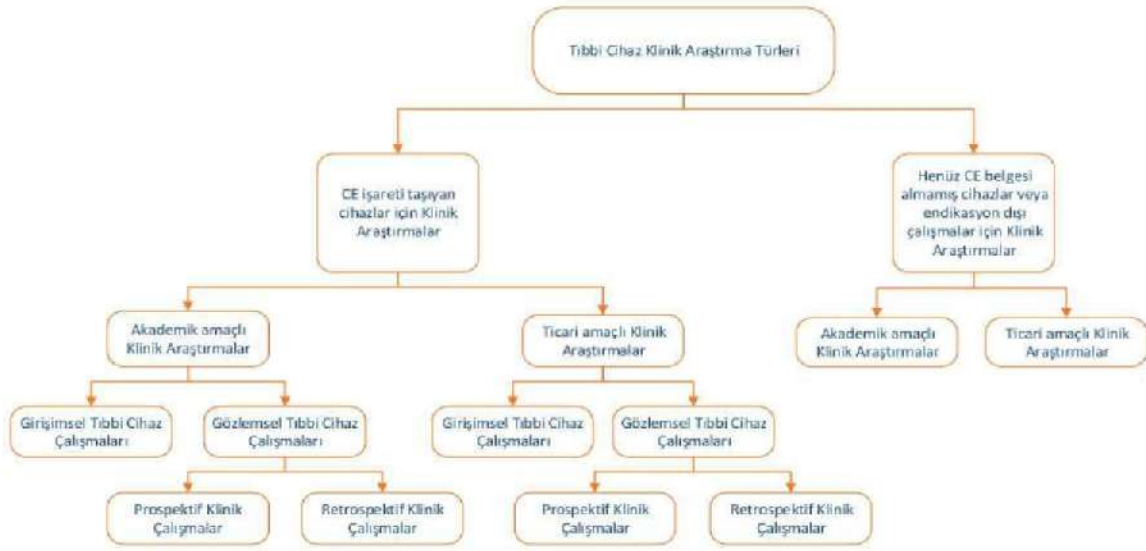 Tıbbi Cihaz Klinik Araştırma Türleri
CE işareti taşıyan
cihazlar için Klinik
Araştırmalar
Henüz CE belgesi
almamış cihazlar veya
endikasyon dışı
çalışmalar için Klinik
Araştırmalar
Akademik amaçlı
Klinik Araştırmalar
Ticari amaçlı Klinik
Araştırmalar
Akademik amaçlı
Klinik Araştırmalar
Ticari amaçlı Klinik
Araştırmalar
Girişimsel Tıbbi Cihaz
Çalışmaları
Gözlemsel Tıbbi Cihaz
Çalışmaları
Girişimsel Tıbbi Cihaz
Çalışmaları
Gözlemsel Tıbbi Cihaz
Çalışmaları
Prospektif Klinik
Çalışmalar
Retrospektif Klinik
Çalışmalar
Prospektif Klinik
Çalışmalar
Retrospektif Klinik
Çalışmalar